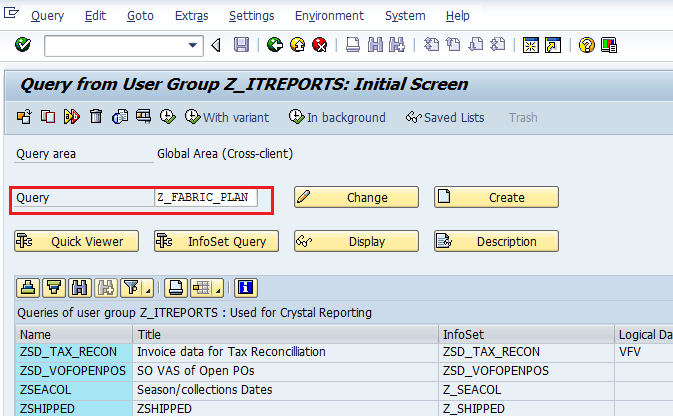 Query Edit Goto Extras Settings Environment System Help
Query from User Group Z_ITREPORTS: Initial Screen
With variant In background Saved Lists Trash
Query area Global Area (Cross-client)
Query Z_FABRIC_PLAN Change Create
Quick Viewer InfoSet Query Display Description
Queries of user group Z_ITREPORTS : Used for Crystal Reporting
Name Title InfoSet Logical Da
ZSD_TAX_RECON Invoice data for Tax Reconcilliation ZSD_TAX_RECON VFV
ZSD_VOFOPENPOS SO VAS of Open POs ZSD_VOFOPENPOS
ZSEACOL Season/collections Dates Z_SEACOL
ZSHIPPED ZSHIPPED Z_SHIPPED